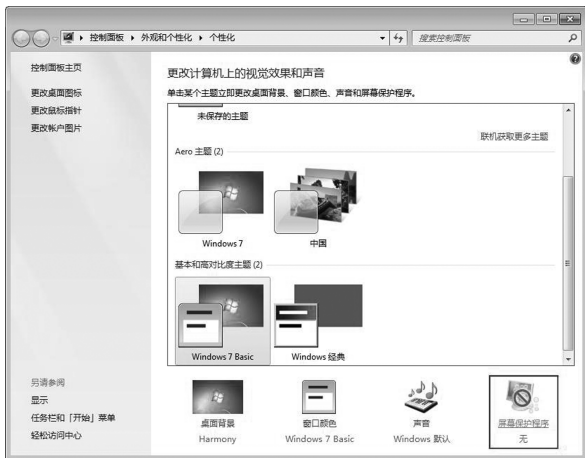 控制面板 外观和个性化 个性化 搜索控制面板
控制面板主页
更改桌面图标
更改鼠标指针
更改帐户图片
更改计算机上的视觉效果和声音
单击某个主题立即更改桌面背景、窗口颜色、声音和屏幕保护程序。
未保存的主题
联机获取更多主题
Aero 主题 (2)
Windows 7 中国
基本和高对比度主题 (2)
Windows 7 Basic Windows 经典
另请参阅
显示
任务栏和「开始」菜单
轻松访问中心
桌面背景 窗口颜色 声音 屏幕保护程序
Harmony Windows 7 Basic Windows 默认 无